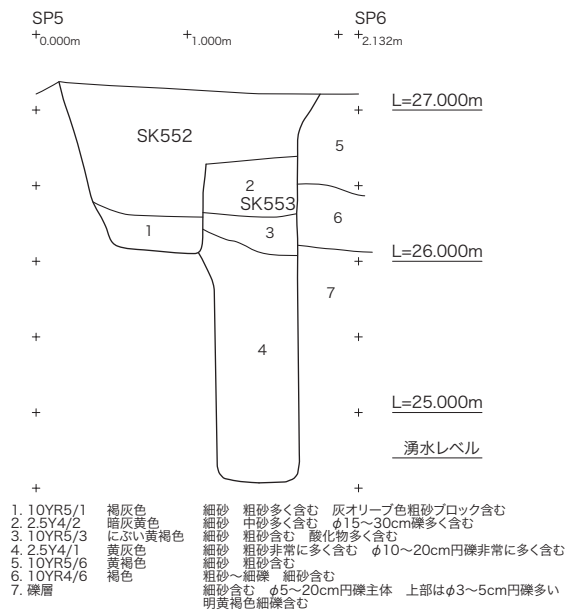 SP5 SP6
0.000m 1.000m 2.132m
L=27.000m
SK552
5
2
SK553
6
1
3
L=26.000m
7
4
L=25.000m
湧水レベル
1. 10YR5/1 褐灰色 細砂 粗砂多く含む 灰オリーブ色粗砂ブロック含む
2. 2.5Y4/2 暗灰黄色 細砂 中砂多く含む φ15～30cm礫多く含む
3. 10YR5/3 にぶい黄褐色 細砂 粗砂含む 酸化物多く含む
4. 2.5Y4/1 黄灰色 細砂 粗砂非常に多く含む φ10～20cm円礫非常に多く含む
5. 10YR5/6 黄褐色 細砂 粗砂含む
6. 10YR4/6 褐色 粗砂～細礫 細砂含む
7. 礫層 細砂含む φ5～20cm円礫主体 上部はφ3～5cm円礫多い
明黄褐色細礫含む